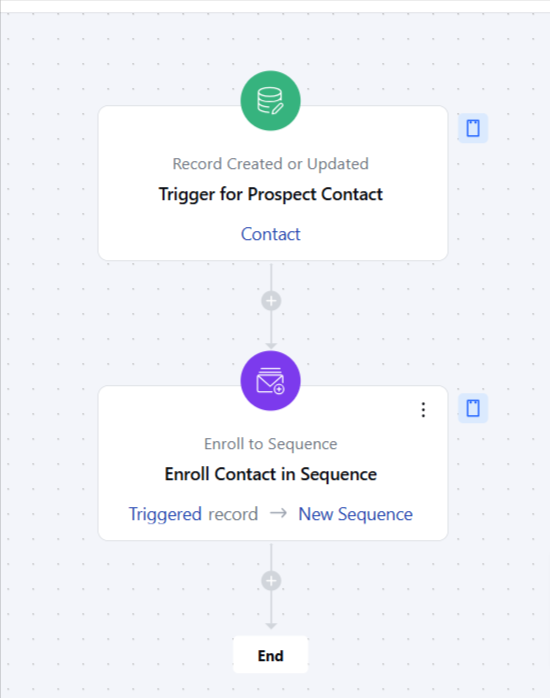 Record Created or Updated
Trigger for Prospect Contact
Contact
Enroll to Sequence
Enroll Contact in Sequence
Triggered record → New Sequence
End